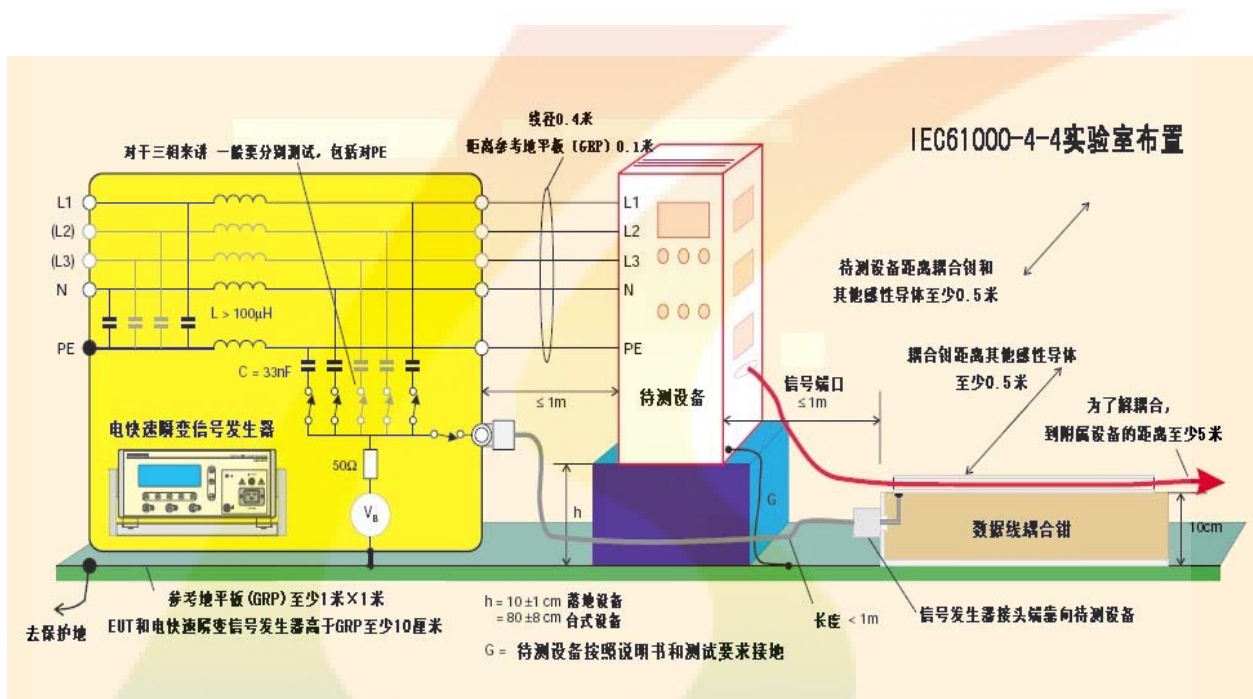 IEC61000-4-4实验室布置
线径0.4米
距离参考地平板（GRP）0.1米
对于三相来讲 一般要分别测试，包括对PE
L1
(L2)
(L3)
N
PE
L > 100μH
C = 33nF
电快速瞬变信号发生器
50Ω
VB
L1
L2
L3
N
PE
≤ 1m
待测设备
h
G
信号端口
≤ 1m
待测设备距离耦合钳和
其他感性导体至少0.5米
耦合钳距离其他感性导体
至少0.5米
为了解耦合，
到附属设备的距离至少5米
数据线耦合钳
10cm
去保护地
参考地平板(GRP)至少1米×1米
EUT和电快速瞬变信号发生器高于GRP至少10厘米
h = 10 ±1 cm 落地设备
= 80 ±8 cm 台式设备
G = 待测设备按照说明书和测试要求接地
长度 < 1m
信号发生器接头端靠向待测设备